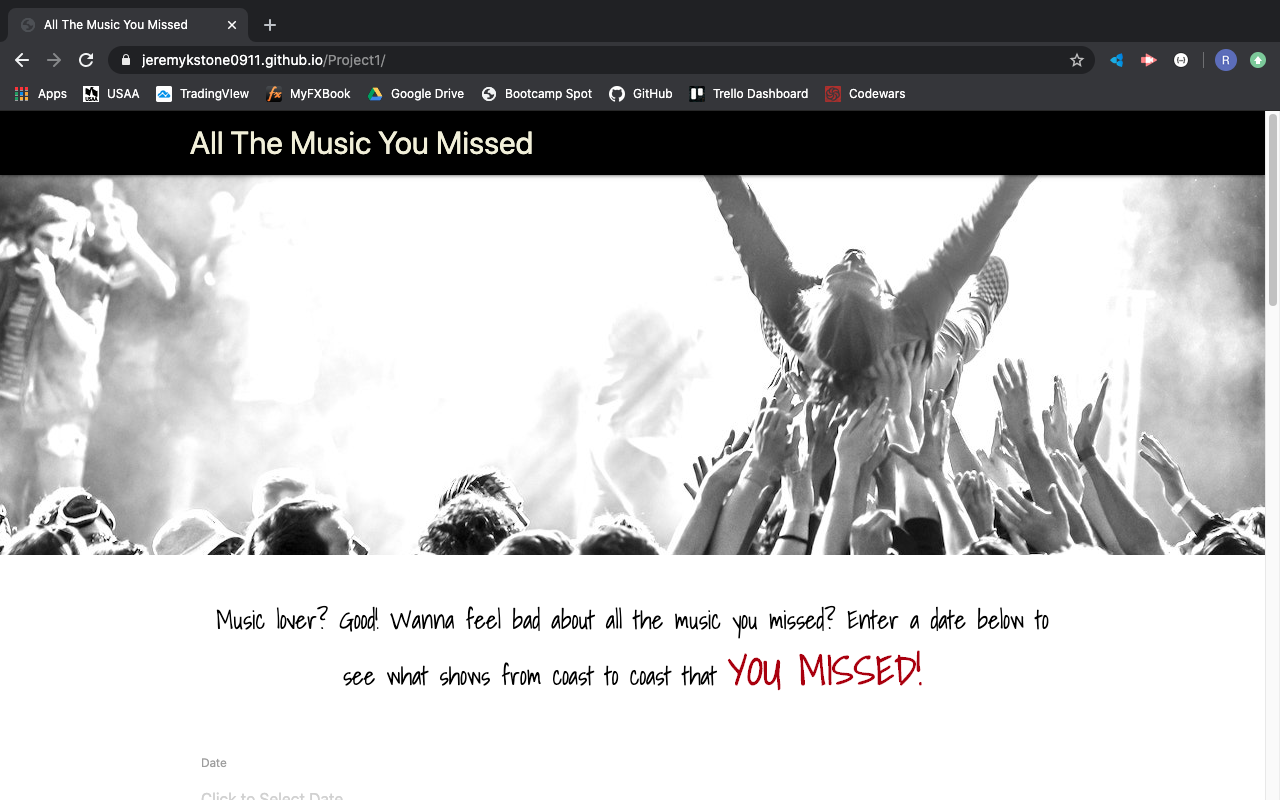 All The Music You Missed
jeremykstone0911.github.io/Project1/
R
Apps USAA TradingVIew MyFXBook Google Drive Bootcamp Spot GitHub Trello Dashboard Codewars
All The Music You Missed
Music lover? Good! Wanna feel bad about all the music you missed? Enter a date below to
see what shows from coast to coast that YOU MISSED!
Date
Click to Select Date